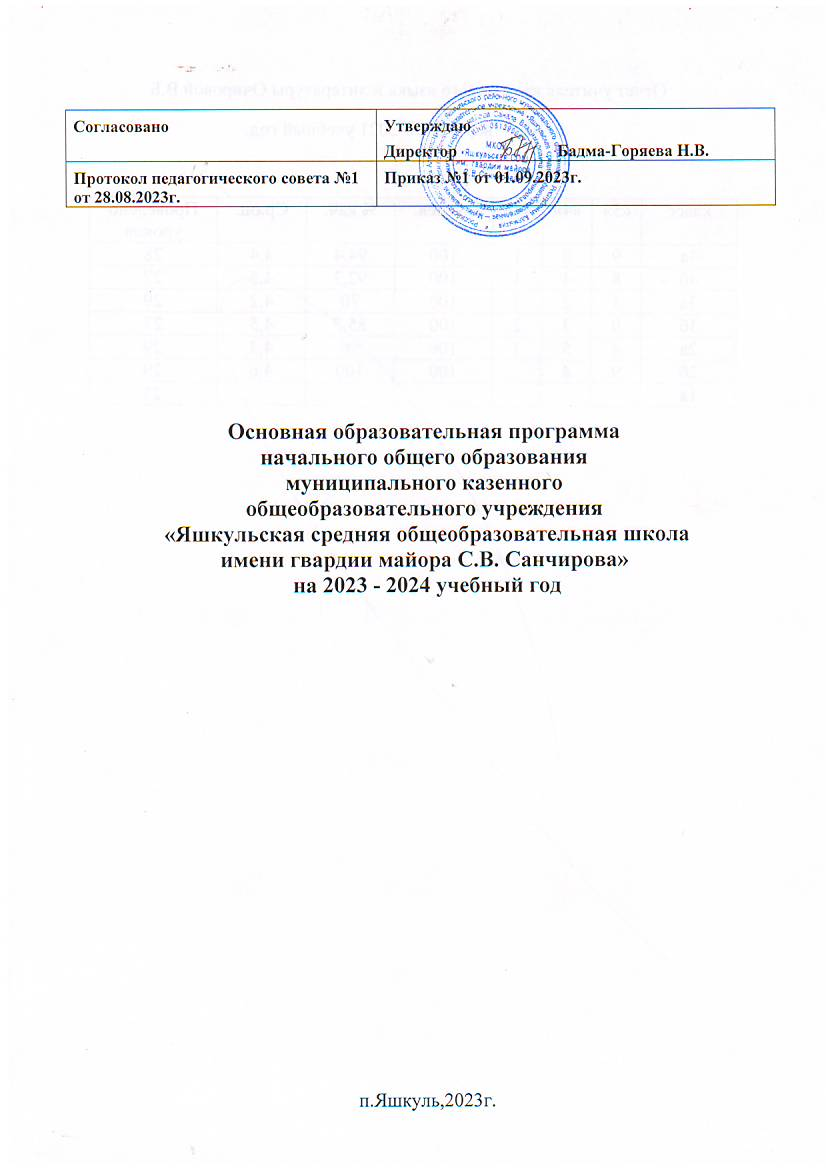 Согласовано
Утверждаю
Директор Бадма-Горяева Н.В.
Протокол педагогического совета №1
от 28.08.2023г.
Приказ №1 от 01.09.2023г.
Основная образовательная программа
начального общего образования
муниципального казенного
общеобразовательного учреждения
«Яшкульская средняя общеобразовательная школа
имени гвардии майора С.В. Санчирова»
на 2023 - 2024 учебный год
п.Яшкуль,2023г.